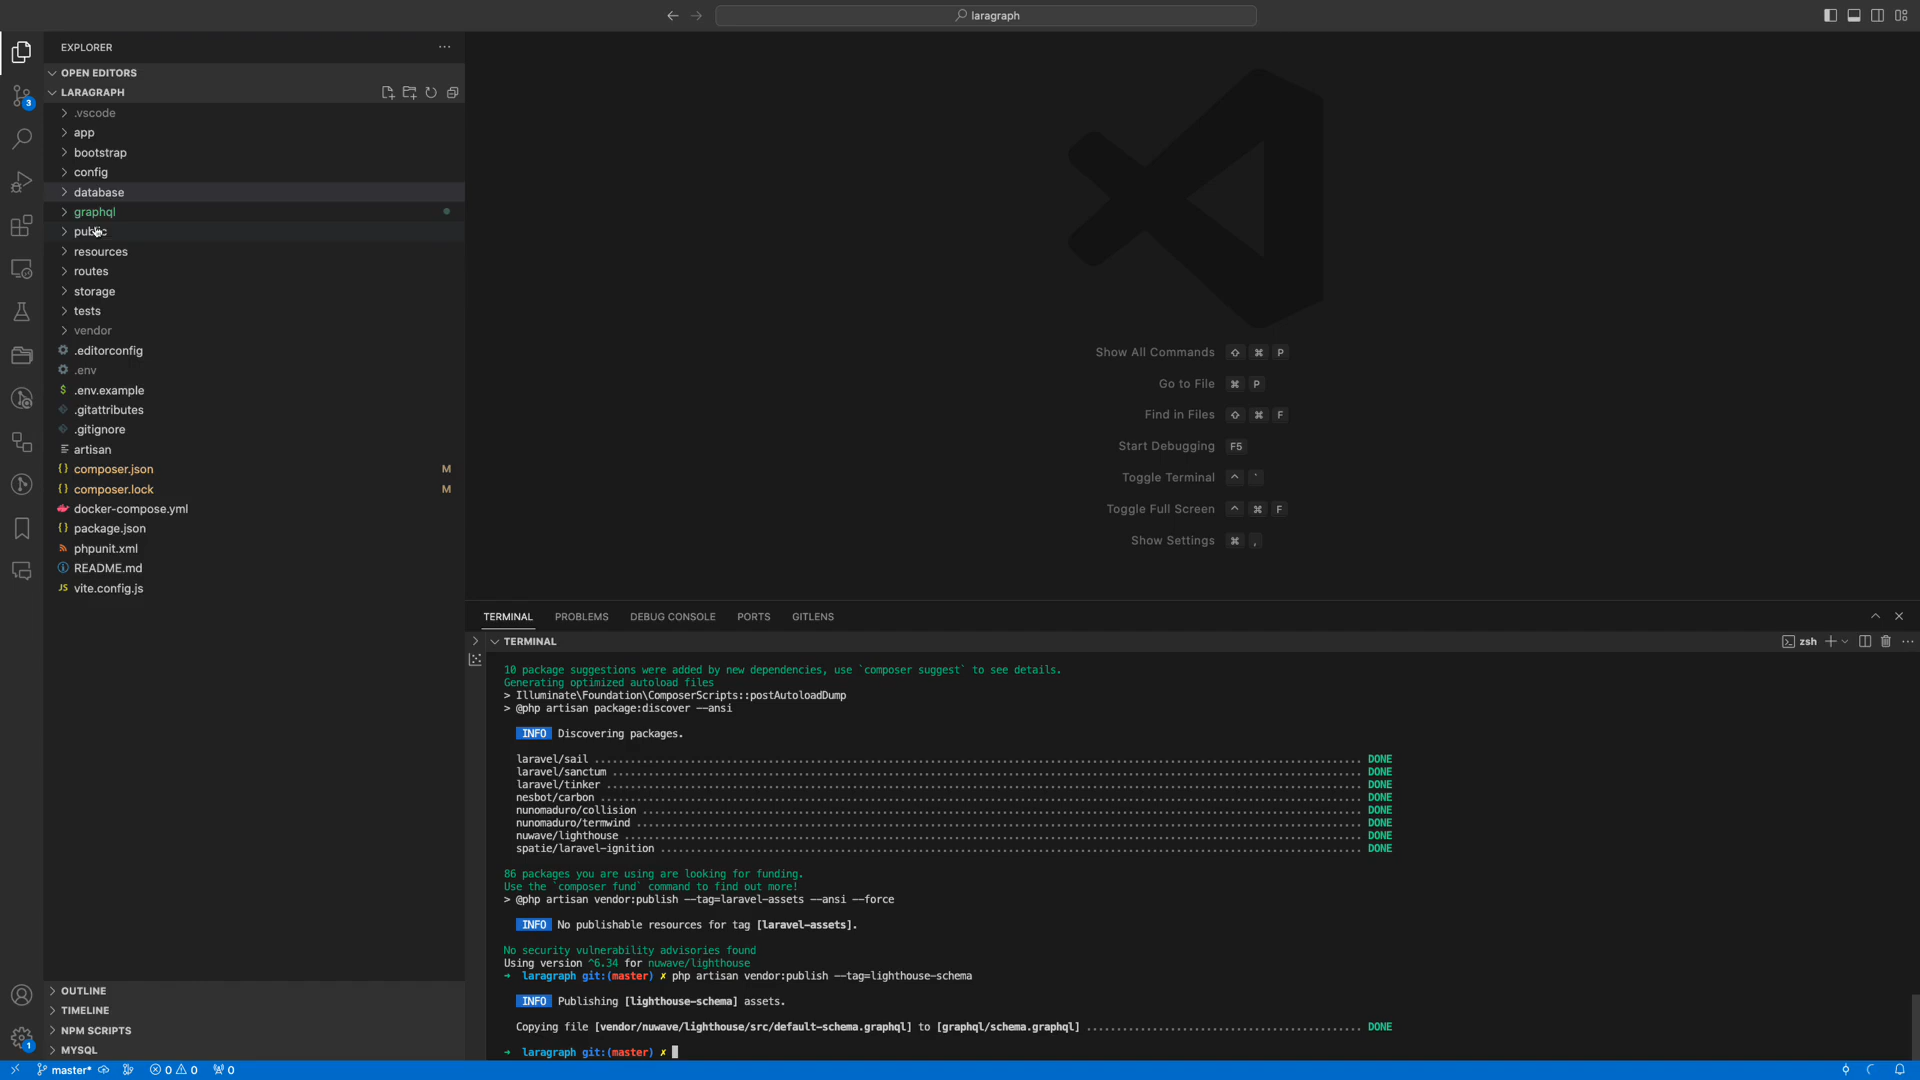 laragraph
EXPLORER
OPEN EDITORS
LARAGRAPH
.vscode
app
bootstrap
config
database
graphql
public
resources
routes
storage
tests
vendor
.editorconfig
.env
$ .env.example
.gitattributes
.gitignore
artisan
{} composer.json M
{} composer.lock M
docker-compose.yml
{} package.json
phpunit.xml
README.md
JS vite.config.js
OUTLINE
TIMELINE
NPM SCRIPTS
MYSQL
3
1
Show All Commands ⇧ ⌘ P
Go to File ⌘ P
Find in Files ⇧ ⌘ F
Start Debugging F5
Toggle Terminal ^ `
Toggle Full Screen ^ ⌘ F
Show Settings ⌘ ,
TERMINAL PROBLEMS DEBUG CONSOLE PORTS GITLENS
TERMINAL
zsh
10 package suggestions were added by new dependencies, use `composer suggest` to see details.
Generating optimized autoload files
> Illuminate\Foundation\ComposerScripts::postAutoloadDump
> @php artisan package:discover --ansi
INFO Discovering packages.
laravel/sail ........ DONE
laravel/sanctum ........ DONE
laravel/tinker ........ DONE
nesbot/carbon ........ DONE
nunomaduro/collision ........ DONE
nunomaduro/termwind ........ DONE
nuwave/lighthouse ........ DONE
spatie/laravel-ignition ........ DONE
86 packages you are using are looking for funding.
Use the `composer fund` command to find out more!
> @php artisan vendor:publish --tag=laravel-assets --ansi --force
INFO No publishable resources for tag [laravel-assets].
No security vulnerability advisories found
Using version ^6.34 for nuwave/lighthouse
➜ laragraph git:(master) ✗ php artisan vendor:publish --tag=lighthouse-schema
INFO Publishing [lighthouse-schema] assets.
Copying file [vendor/nuwave/lighthouse/src/default-schema.graphql] to [graphql/schema.graphql] ........ DONE
➜ laragraph git:(master) ✗
master* 0 0 0